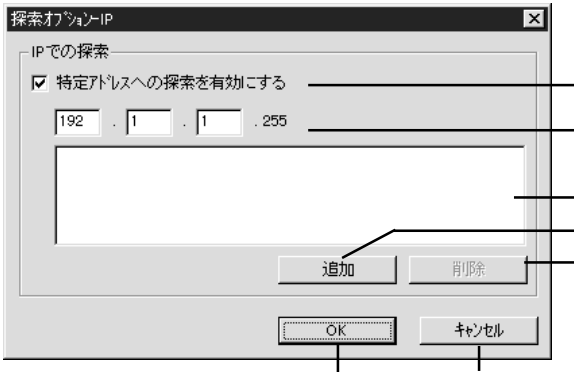 探索ｵﾌﾟｼｮﾝ-IP
IPでの探索
特定ｱﾄﾞﾚｽへの探索を有効にする
192 . 1 . 1 . 255
追加 削除
OK ｷｬﾝｾﾙ